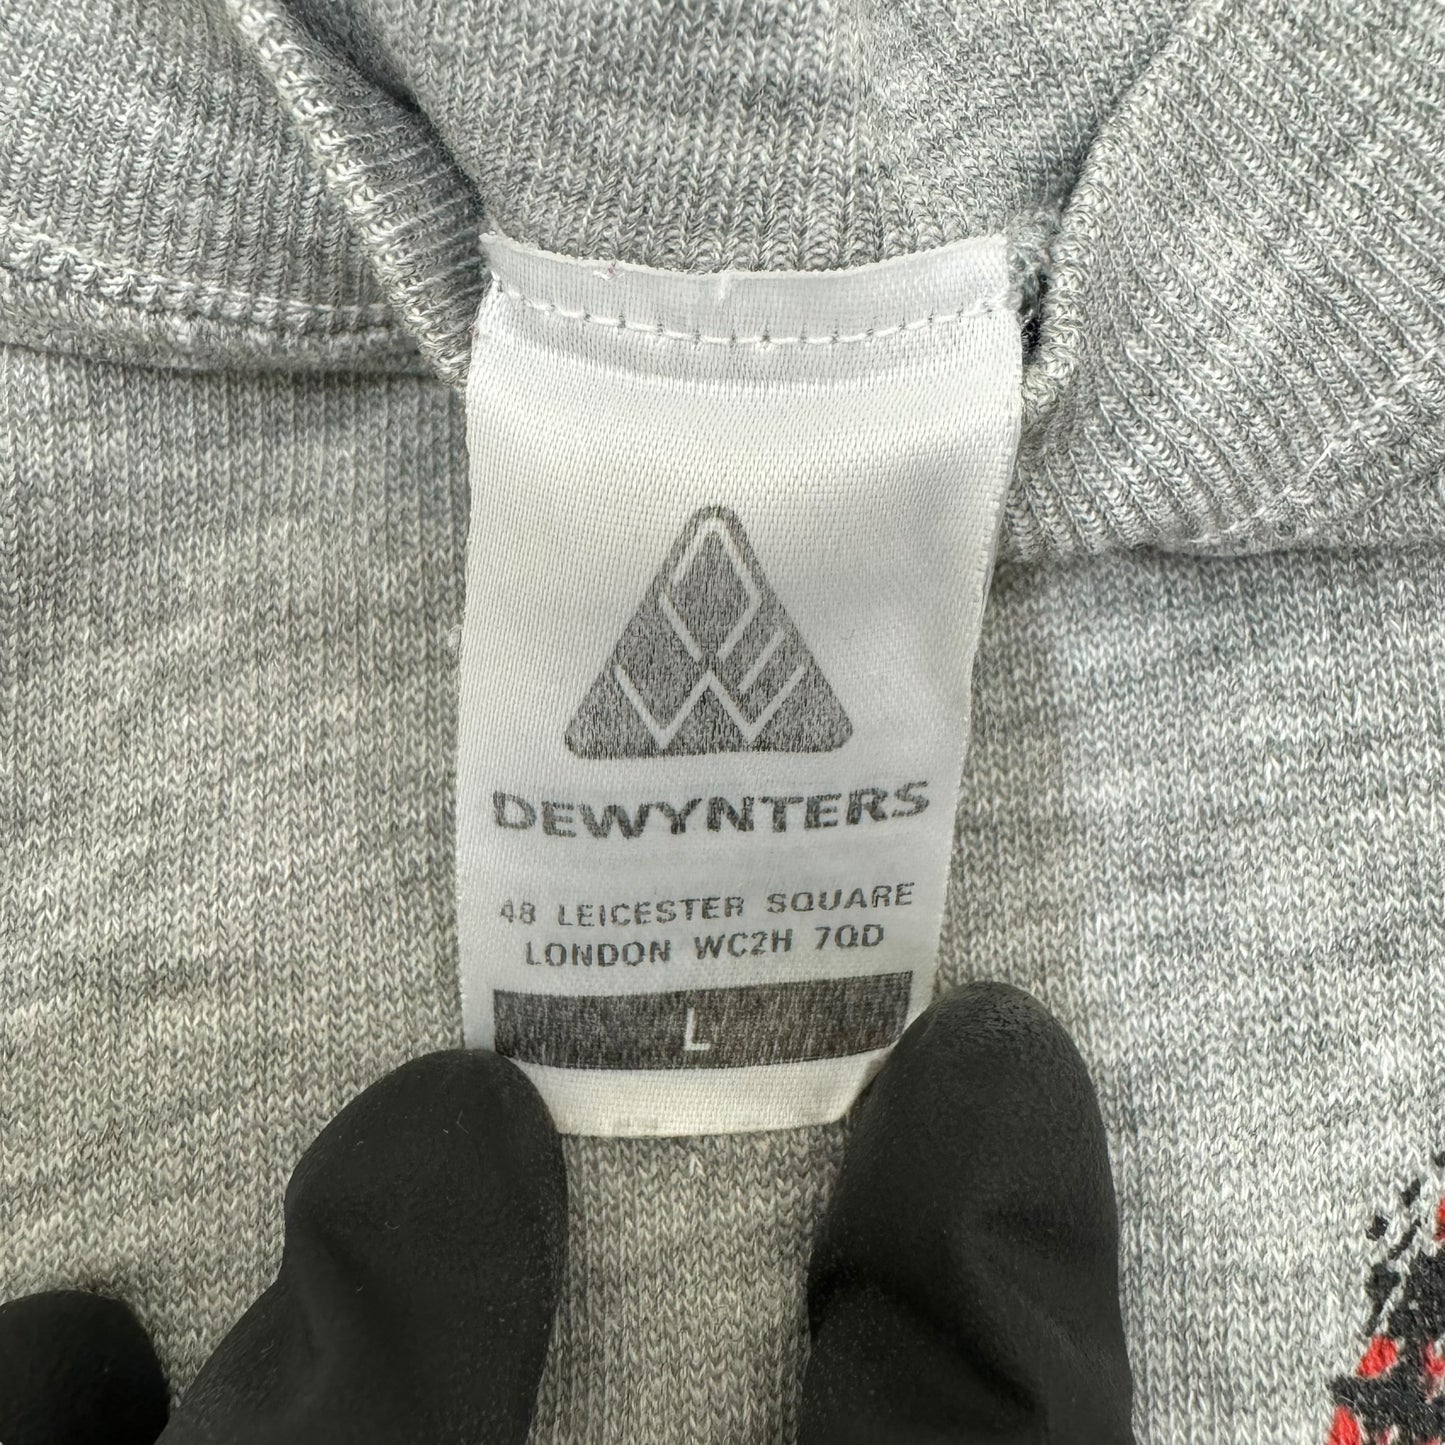 DEWYNTERS
48 LEICESTER SQUARE
LONDON WC2H 7QD
L